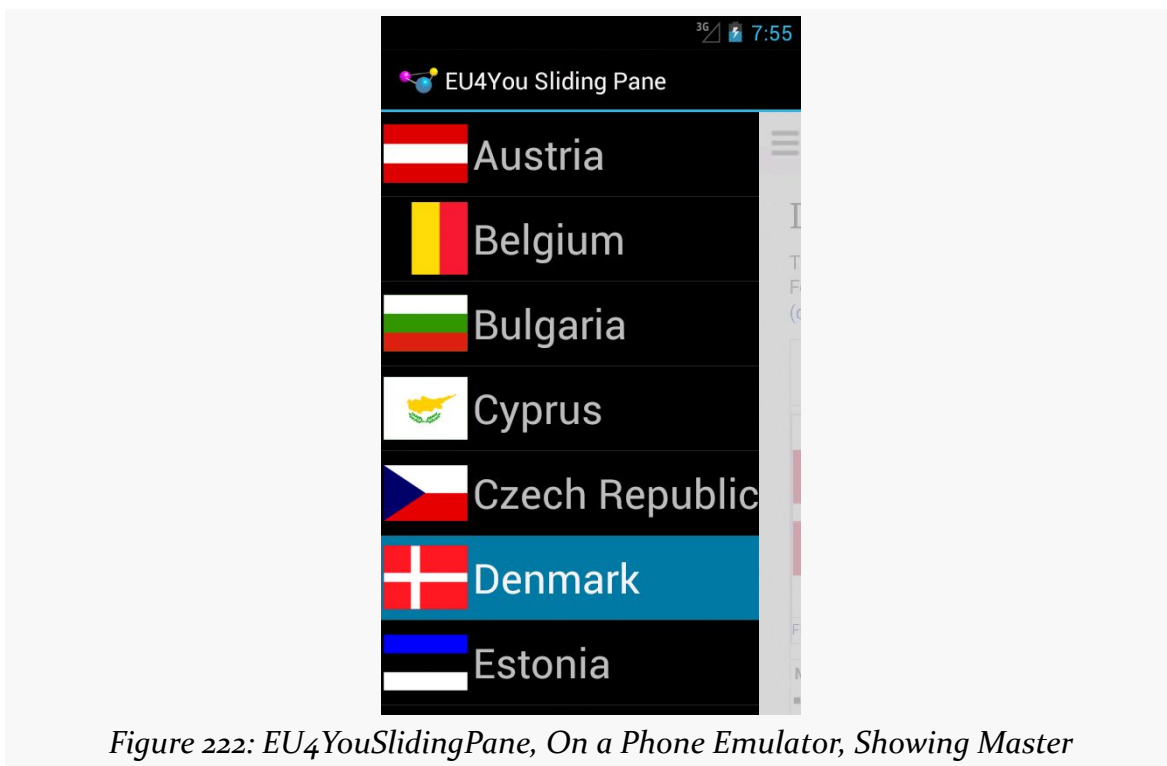 3G 7:55
EU4You Sliding Pane
Austria
Belgium
Bulgaria
Cyprus
Czech Republic
Denmark
Estonia
Figure 222: EU4YouSlidingPane, On a Phone Emulator, Showing Master